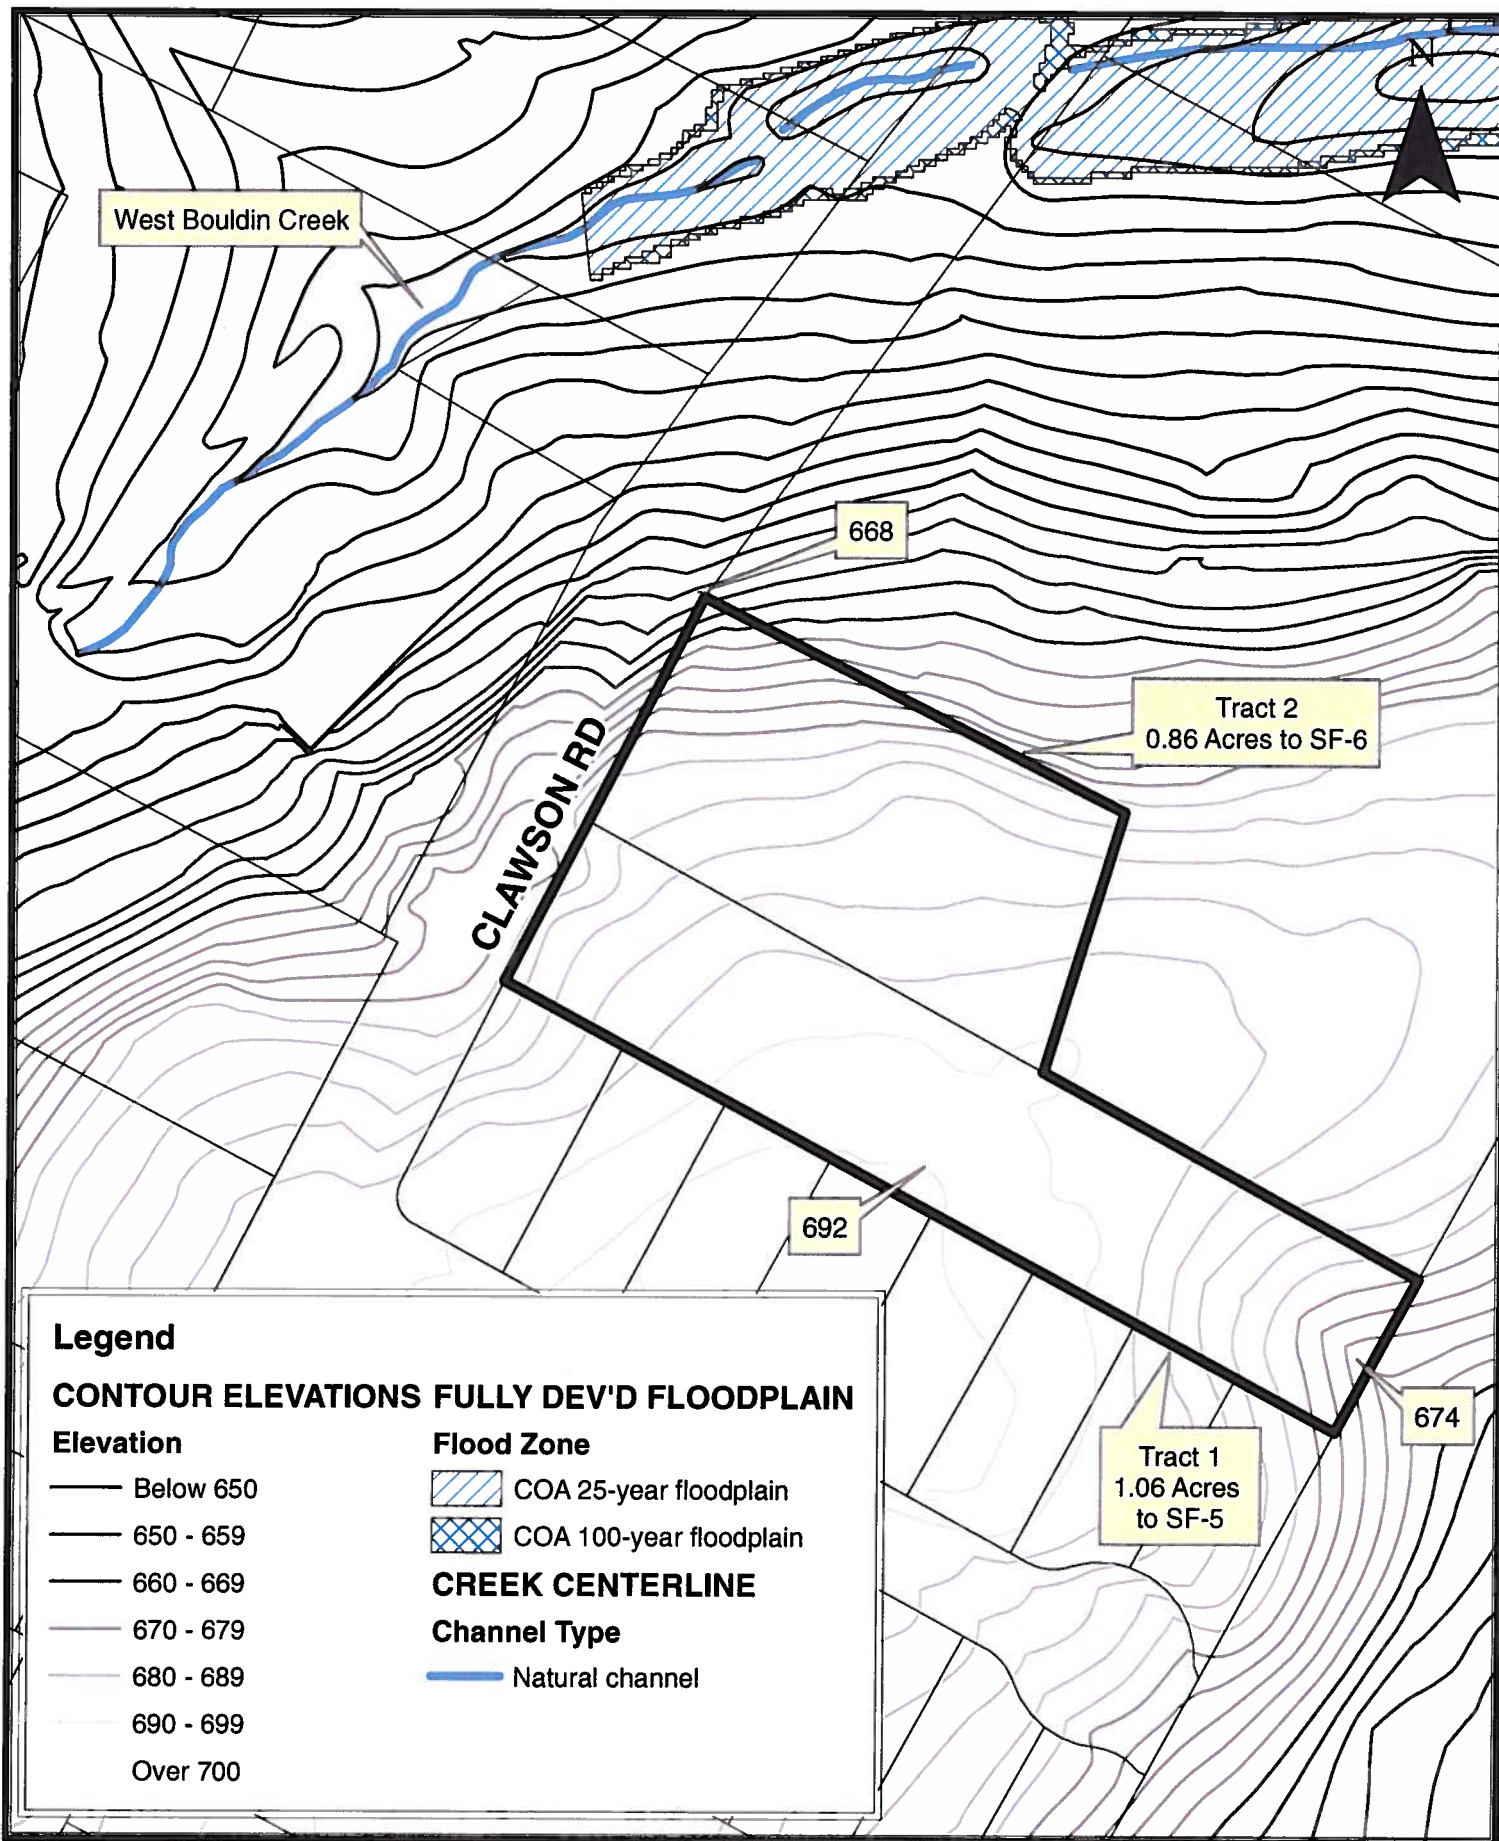 N
West Bouldin Creek
668
Tract 2
0.86 Acres to SF-6
CLAWSON RD
692
674
Tract 1
1.06 Acres
to SF-5
Legend
CONTOUR ELEVATIONS
Elevation
Below 650
650 - 659
660 - 669
670 - 679
680 - 689
690 - 699
Over 700
FULLY DEV'D FLOODPLAIN
Flood Zone
COA 25-year floodplain
COA 100-year floodplain
CREEK CENTERLINE
Channel Type
Natural channel